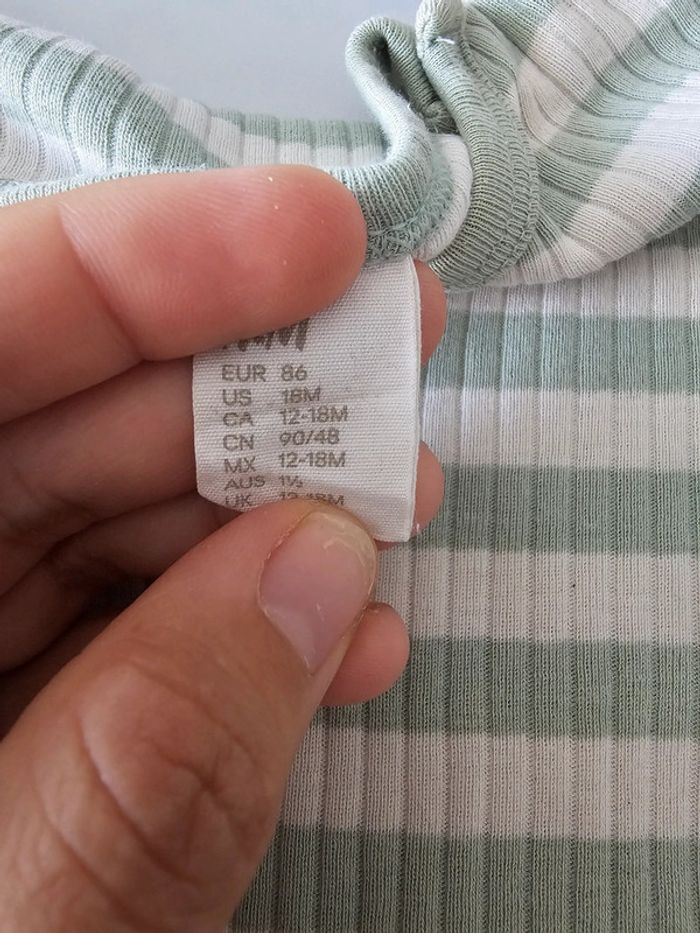 EUR 86
US 18M
CA 12-18M
CN 90/48
MX 12-18M
AUS 1½
UK 12-18M